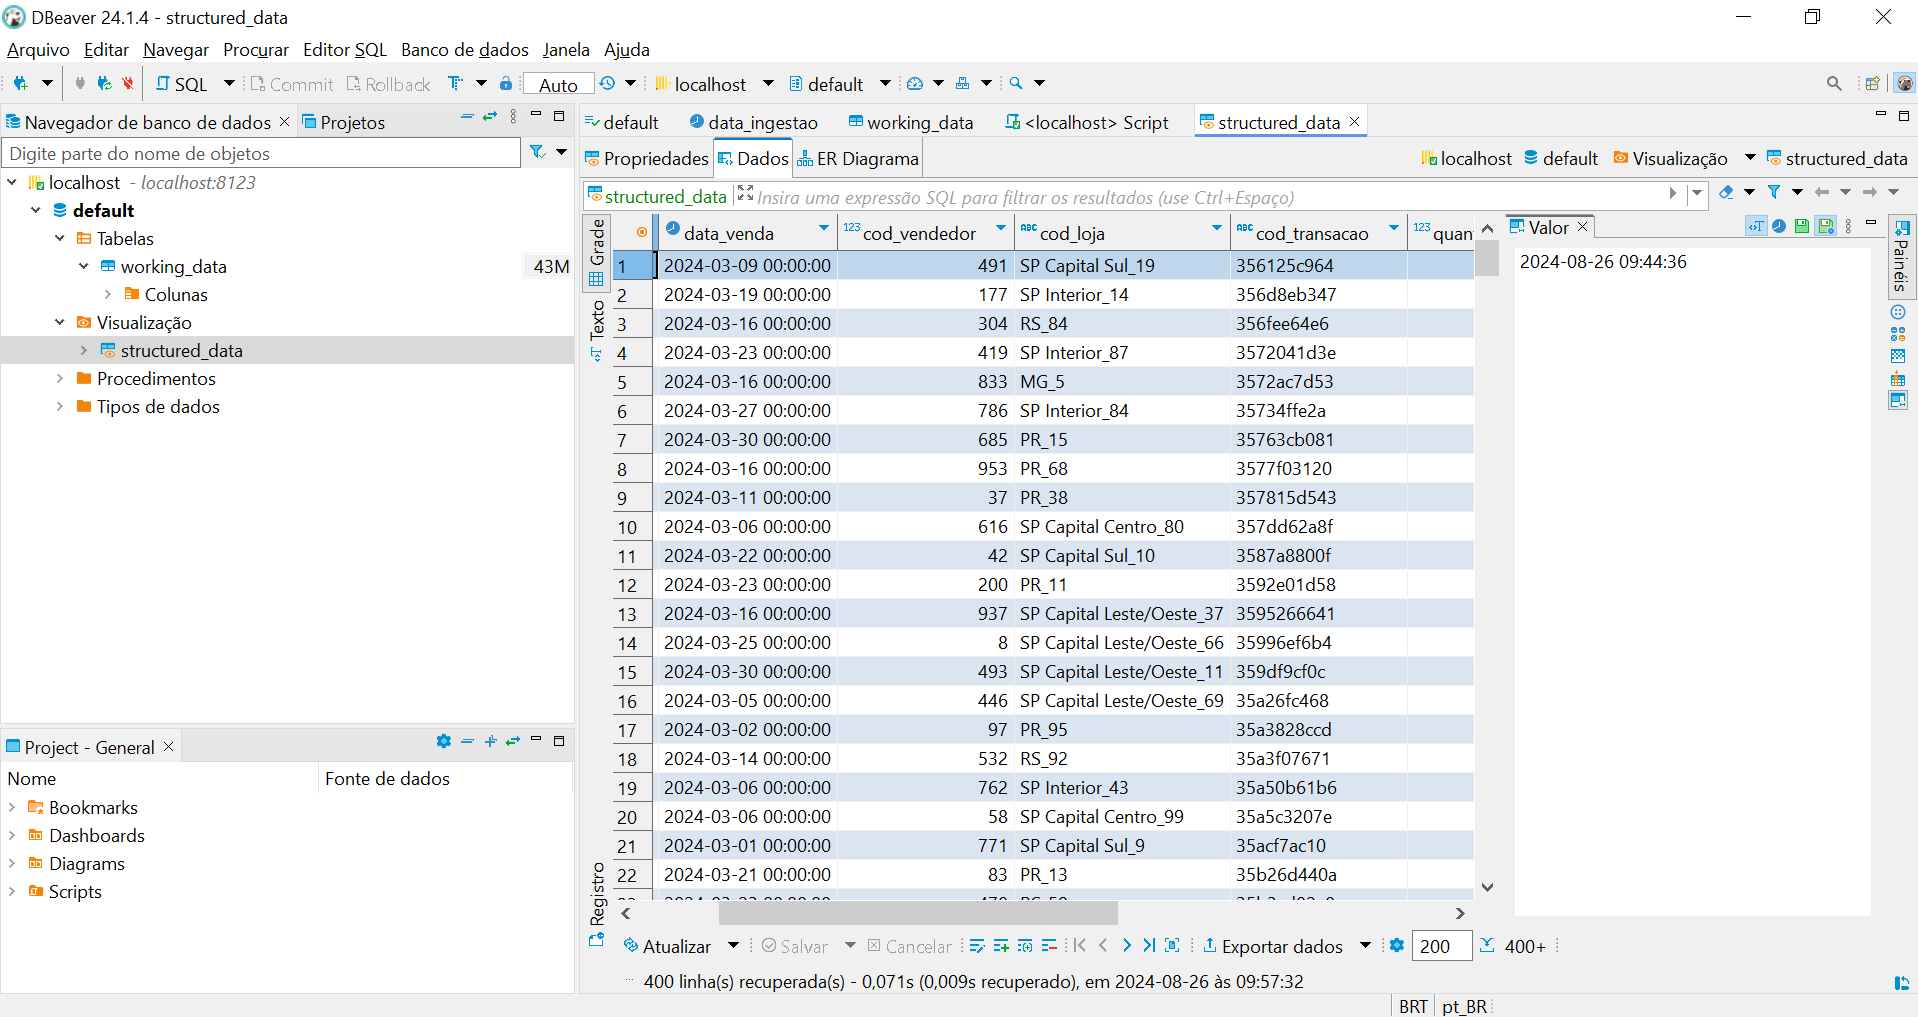 DBeaver 24.1.4 - structured_data
Arquivo Editar Navegar Procurar Editor SQL Banco de dados Janela Ajuda
SQL Commit Rollback Auto localhost default
Navegador de banco de dados Projetos
Digite parte do nome de objetos
localhost - localhost:8123
default
Tabelas
working_data 43M
Colunas
Visualização
structured_data
Procedimentos
Tipos de dados
Project - General
Nome Fonte de dados
Bookmarks
Dashboards
Diagrams
Scripts
default data_ingestao working_data <localhost> Script structured_data
Propriedades Dados ER Diagrama localhost default Visualização structured_data
structured_data Insira uma expressão SQL para filtrar os resultados (use Ctrl+Espaço)
Grade
Texto
Registro
data_venda 123 cod_vendedor ABC cod_loja ABC cod_transacao 123 quan
1 2024-03-09 00:00:00 491 SP Capital Sul_19 356125c964
2 2024-03-19 00:00:00 177 SP Interior_14 356d8eb347
3 2024-03-16 00:00:00 304 RS_84 356fee64e6
4 2024-03-23 00:00:00 419 SP Interior_87 3572041d3e
5 2024-03-16 00:00:00 833 MG_5 3572ac7d53
6 2024-03-27 00:00:00 786 SP Interior_84 35734ffe2a
7 2024-03-30 00:00:00 685 PR_15 35763cb081
8 2024-03-16 00:00:00 953 PR_68 3577f03120
9 2024-03-11 00:00:00 37 PR_38 357815d543
10 2024-03-06 00:00:00 616 SP Capital Centro_80 357dd62a8f
11 2024-03-22 00:00:00 42 SP Capital Sul_10 3587a8800f
12 2024-03-23 00:00:00 200 PR_11 3592e01d58
13 2024-03-16 00:00:00 937 SP Capital Leste/Oeste_37 3595266641
14 2024-03-25 00:00:00 8 SP Capital Leste/Oeste_66 35996ef6b4
15 2024-03-30 00:00:00 493 SP Capital Leste/Oeste_11 359df9cf0c
16 2024-03-05 00:00:00 446 SP Capital Leste/Oeste_69 35a26fc468
17 2024-03-02 00:00:00 97 PR_95 35a3828ccd
18 2024-03-14 00:00:00 532 RS_92 35a3f07671
19 2024-03-06 00:00:00 762 SP Interior_43 35a50b61b6
20 2024-03-06 00:00:00 58 SP Capital Centro_99 35a5c3207e
21 2024-03-01 00:00:00 771 SP Capital Sul_9 35acf7ac10
22 2024-03-21 00:00:00 83 PR_13 35b26d440a
Valor
2024-08-26 09:44:36
Painéis
Atualizar Salvar Cancelar Exportar dados 200 400+
400 linha(s) recuperada(s) - 0,071s (0,009s recuperado), em 2024-08-26 às 09:57:32
BRT pt_BR